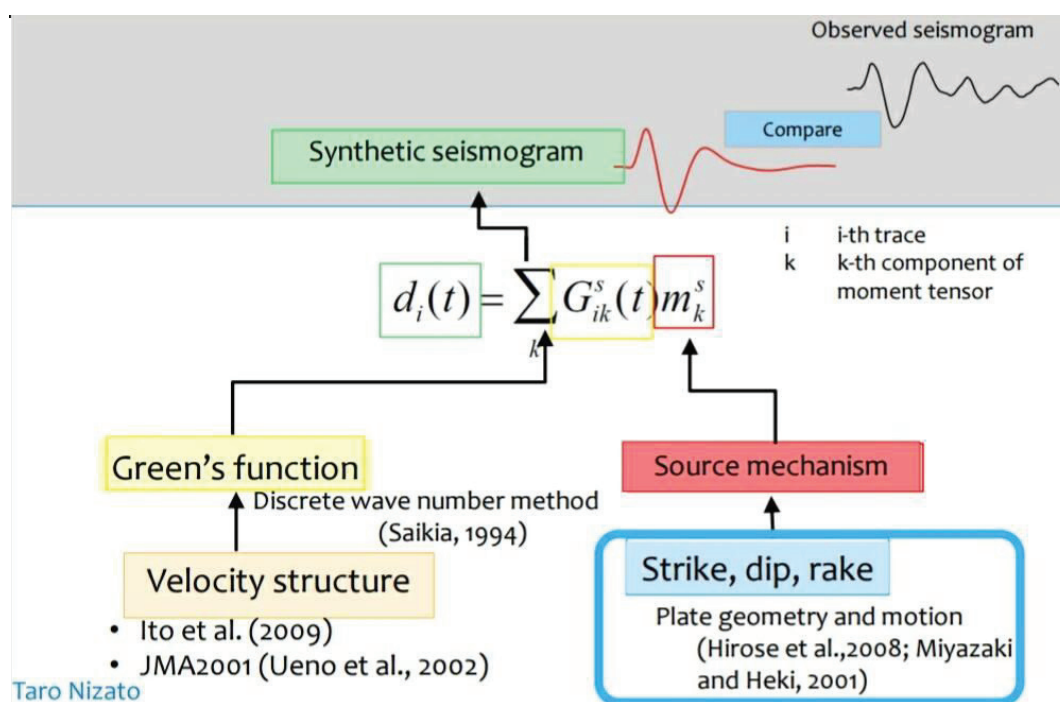 Observed seismogram
Compare
Synthetic seismogram
i i-th trace
k k-th component of
moment tensor
d_i(t) = ∑_k G^s_{ik}(t) m^s_k
Green's function
Source mechanism
Discrete wave number method
(Saikia, 1994)
Velocity structure
• Ito et al. (2009)
• JMA2001 (Ueno et al., 2002)
Strike, dip, rake
Plate geometry and motion
(Hirose et al.,2008; Miyazaki
and Heki, 2001)
Taro Nizato